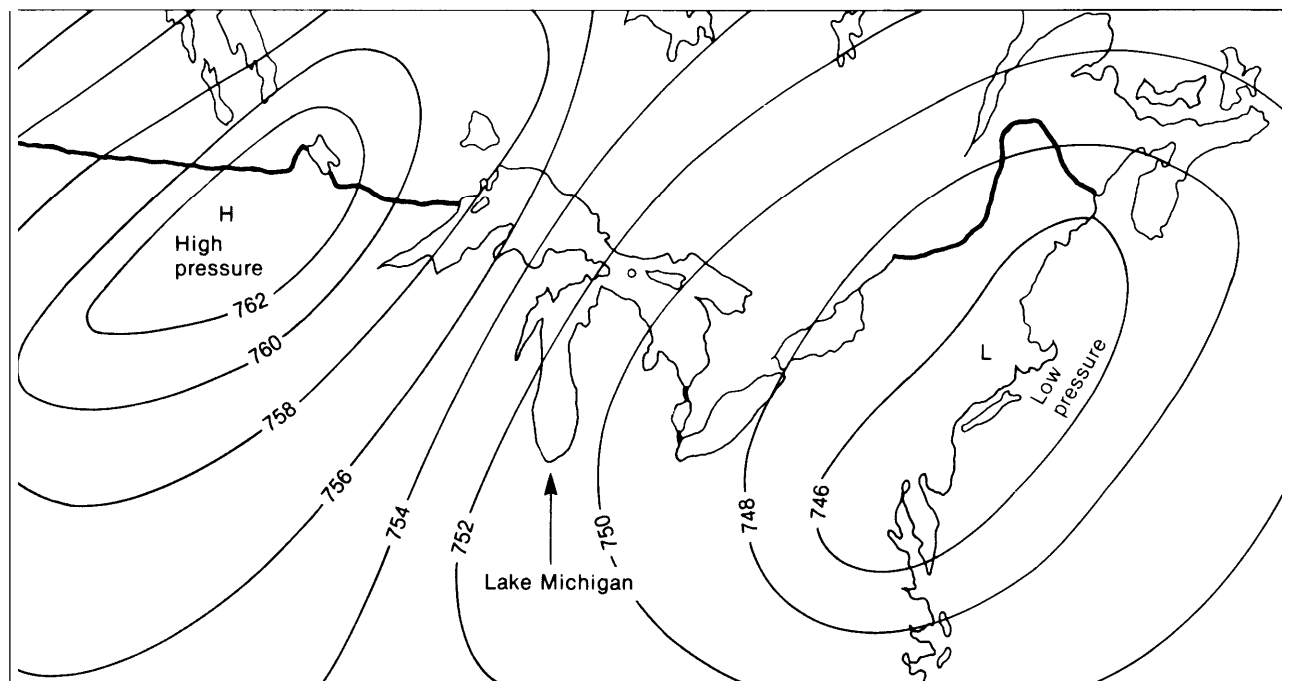 H
High
pressure
762
760
758
756
754
752
750
748
746
L
Low
pressure
Lake Michigan